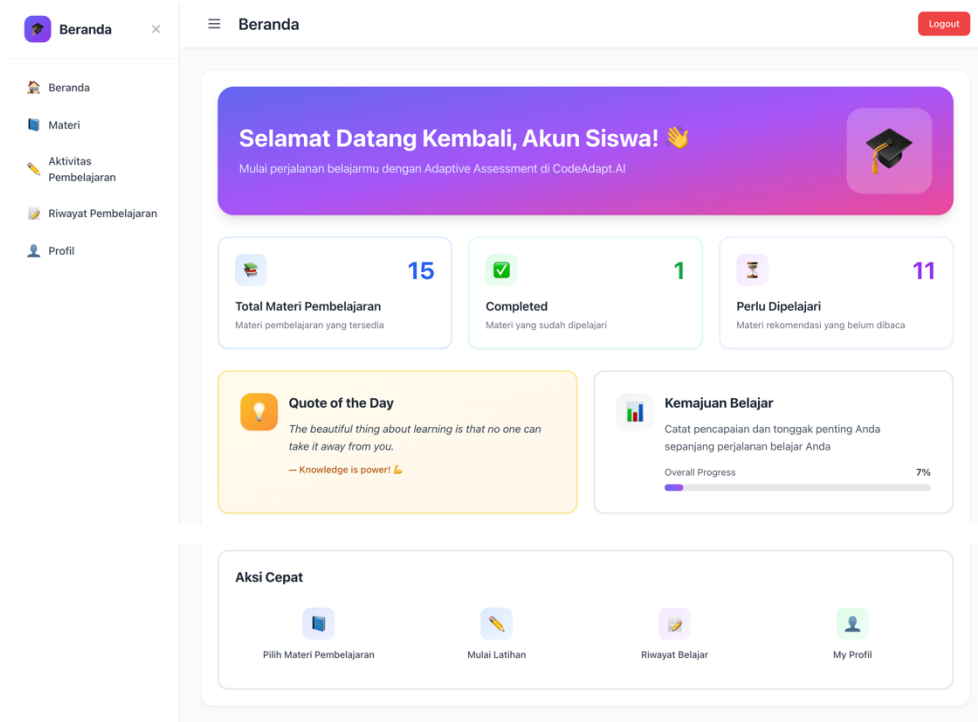 Beranda
Beranda
Materi
Aktivitas
Pembelajaran
Riwayat Pembelajaran
Profil
Beranda
Logout
Selamat Datang Kembali, Akun Siswa! 👋
Mulai perjalanan belajarmu dengan Adaptive Assessment di CodeAdapt.AI
15
Total Materi Pembelajaran
Materi pembelajaran yang tersedia
1
Completed
Materi yang sudah dipelajari
11
Perlu Dipelajari
Materi rekomendasi yang belum dibaca
Quote of the Day
The beautiful thing about learning is that no one can
take it away from you.
— Knowledge is power! 💪
Kemajuan Belajar
Catat pencapaian dan tonggak penting Anda
sepanjang perjalanan belajar Anda
Overall Progress 7%
Aksi Cepat
Pilih Materi Pembelajaran
Mulai Latihan
Riwayat Belajar
My Profil